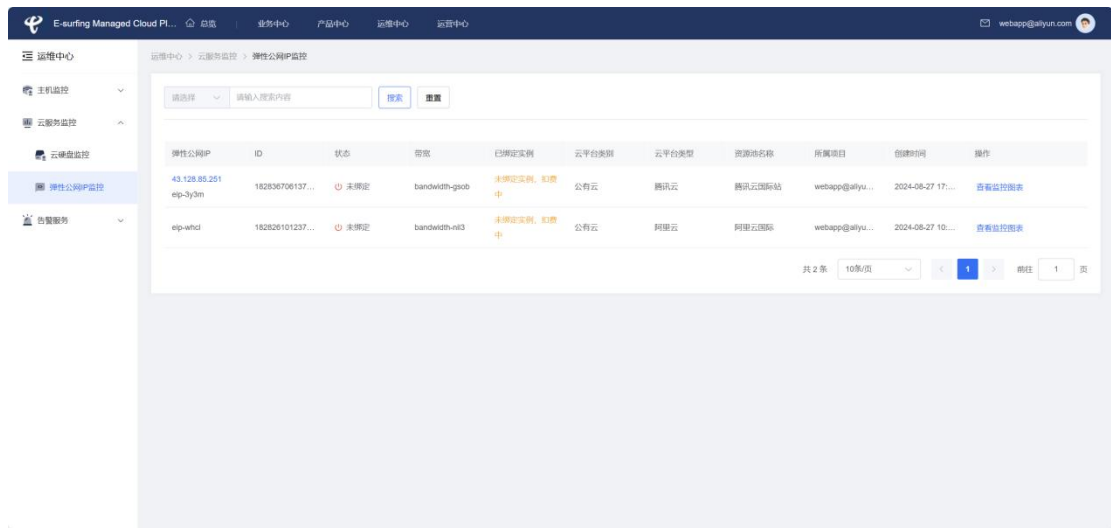 E-surfing Managed Cloud Pl... 总览 业务中心 产品中心 运维中心 运营中心 webapp@aliyun.com
运维中心
运维中心 > 云服务监控 > 弹性公网IP监控
主机监控
云服务监控
云硬盘监控
弹性公网IP监控
告警服务
请选择 请输入搜索内容 搜索 重置
弹性公网IP ID 状态 带宽 已绑定实例 云平台类别 云平台类型 资源池名称 所属项目 创建时间 操作
43.128.85.251
eip-3y3m 182836706137... 未绑定 bandwidth-gsob 未绑定实例，扣费中 公有云 腾讯云 腾讯云国际站 webapp@aliyu... 2024-08-27 17:... 查看监控图表
eip-whcl 182826101237... 未绑定 bandwidth-nil3 未绑定实例，扣费中 公有云 阿里云 阿里云国际 webapp@aliyu... 2024-08-27 10:... 查看监控图表
共 2 条 10条/页 < 1 > 前往 1 页